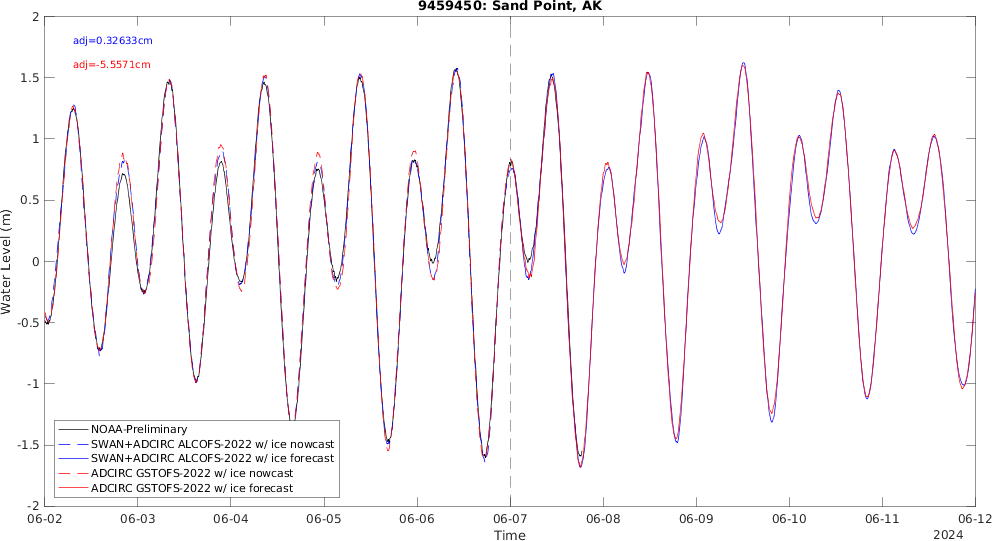 9459450: Sand Point, AK
2
adj=0.32633cm
adj=-5.5571cm
1.5
1
0.5
0
-0.5
-1
-1.5
-2
Water Level (m)
NOAA-Preliminary
SWAN+ADCIRC ALCOFS-2022 w/ ice nowcast
SWAN+ADCIRC ALCOFS-2022 w/ ice forecast
ADCIRC GSTOFS-2022 w/ ice nowcast
ADCIRC GSTOFS-2022 w/ ice forecast
06-02 06-03 06-04 06-05 06-06 06-07 06-08 06-09 06-10 06-11 06-12
Time
2024